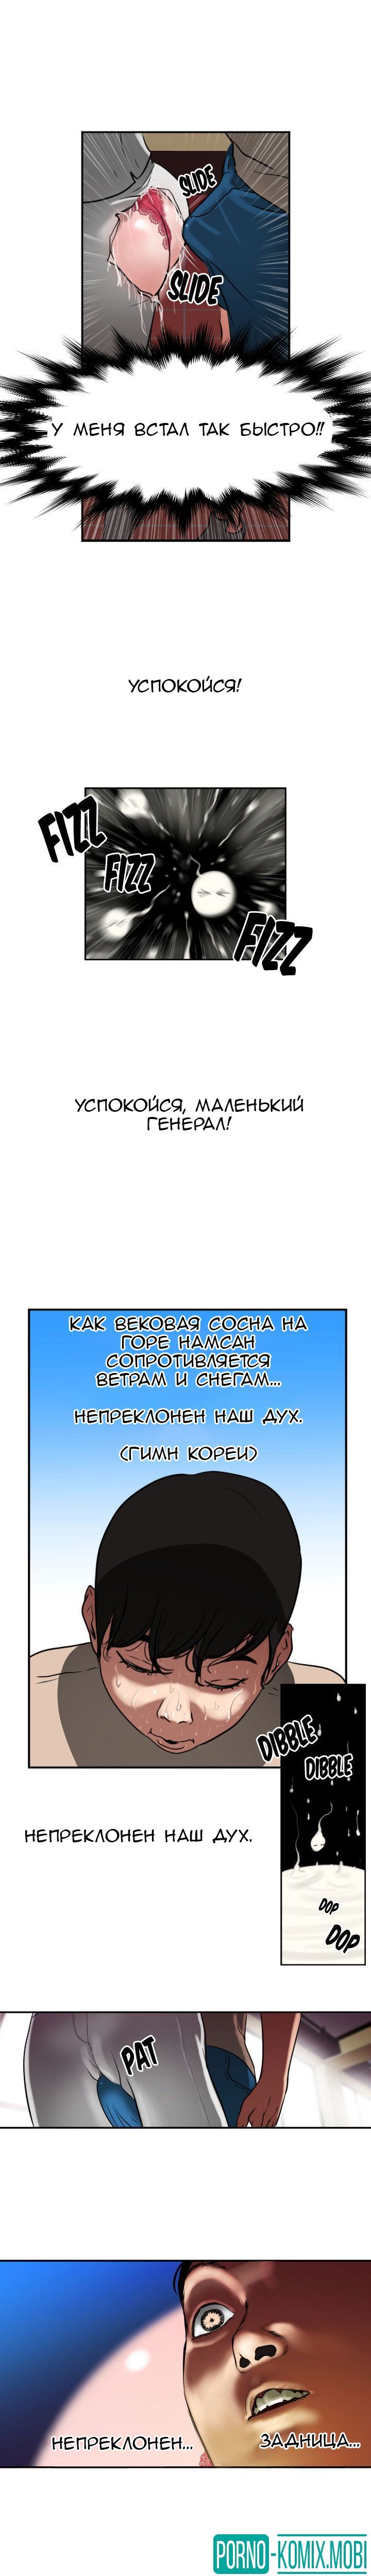 SLIDE
SLIDE
У МЕНЯ ВСТАЛ ТАК БЫСТРО!!
УСПОКОЙСЯ!
FIZZ
FIZZ
FIZZ
УСПОКОЙСЯ, МАЛЕНЬКИЙ
ГЕНЕРАЛ!
КАК ВЕКОВАЯ СОСНА НА
ГОРЕ НАМСАН
СОПРОТИВЛЯЕТСЯ
ВЕТРАМ И СНЕГАМ...
НЕПРЕКЛОНЕН НАШ ДУХ.
(ГИМН КОРЕИ)
DIBBLE
DIBBLE
НЕПРЕКЛОНЕН НАШ ДУХ.
DOP
DOP
PAT
НЕПРЕКЛОНЕН...
ЗАДНИЦА...
PORNO-KOMIX.MOBI